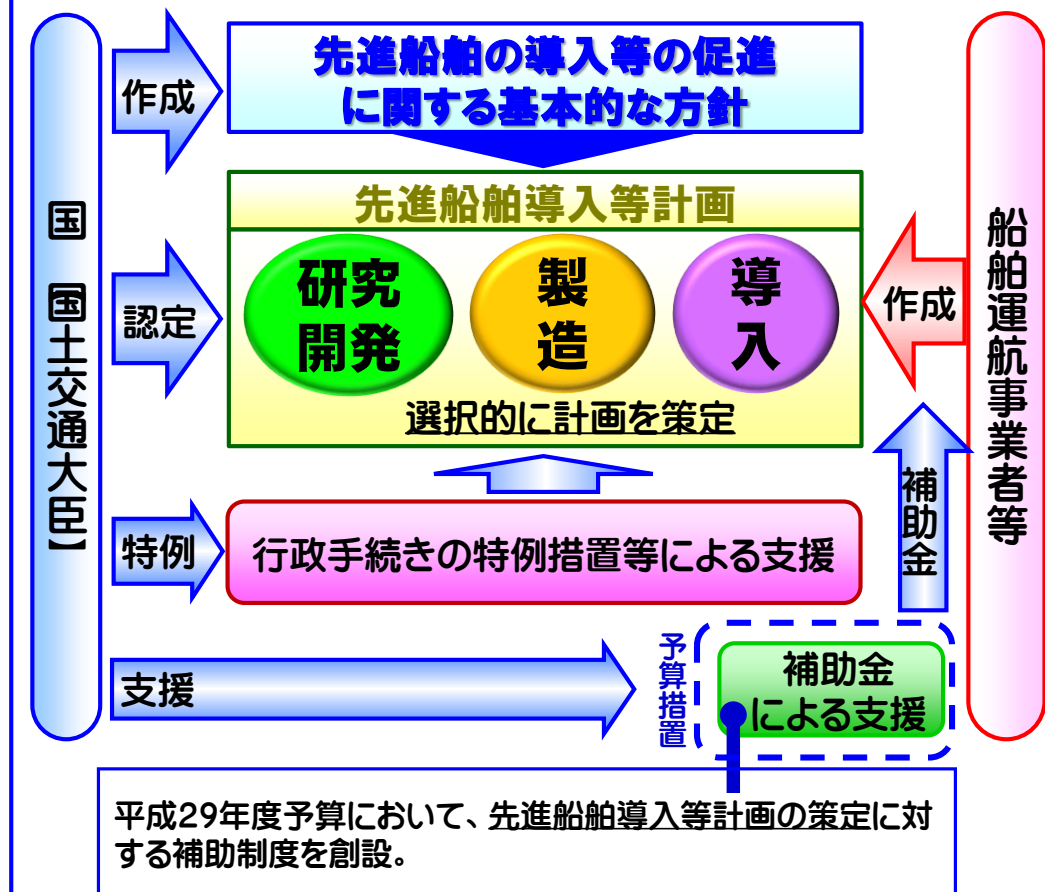 国 国土交通大臣】
作成
先進船舶の導入等の促進
に関する基本的な方針
先進船舶導入等計画
認定
研究
開発
製
造
導
入
選択的に計画を策定
作成
船舶運航事業者等
特例
行政手続きの特例措置等による支援
補助金
支援
予算措置
補助金
による支援
平成29年度予算において、先進船舶導入等計画の策定に対
する補助制度を創設。